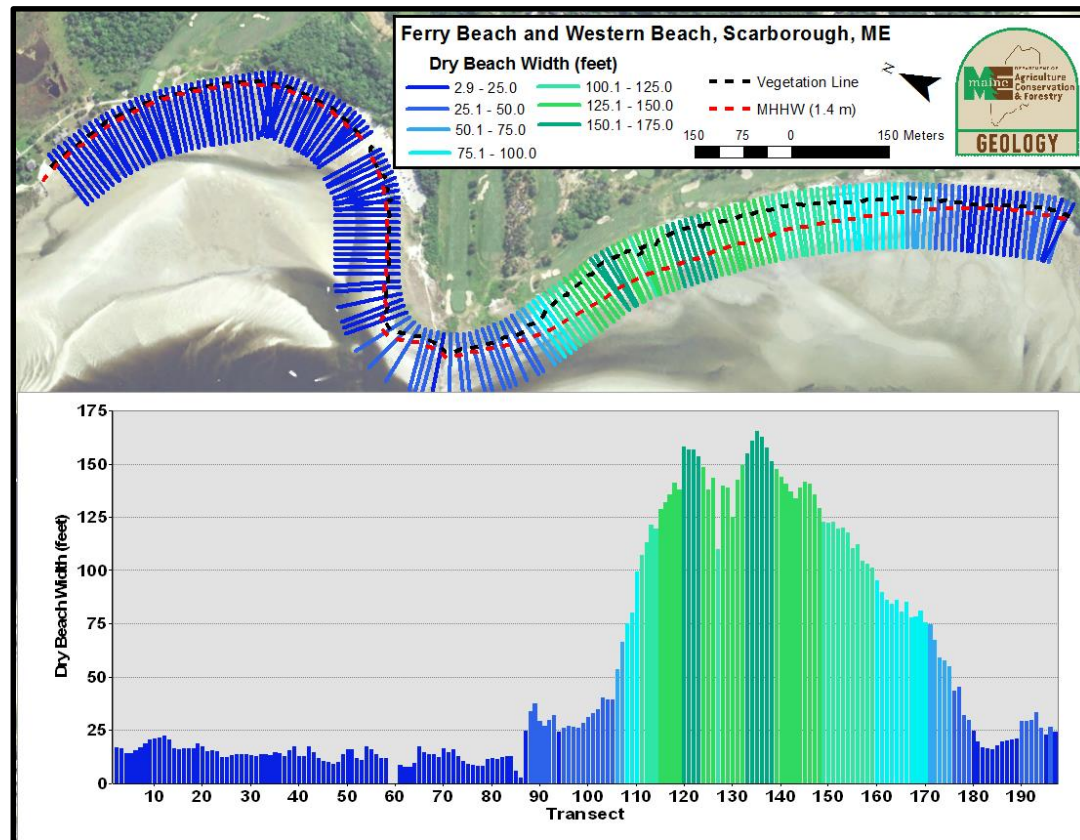 Ferry Beach and Western Beach, Scarborough, ME
Dry Beach Width (feet)
2.9 - 25.0
25.1 - 50.0
50.1 - 75.0
75.1 - 100.0
100.1 - 125.0
125.1 - 150.0
150.1 - 175.0
Vegetation Line
MHHW (1.4 m)
N
150 75 0 150 Meters
maine
DEPARTMENT OF
Agriculture
Conservation
& Forestry
GEOLOGY
175
150
125
100
75
50
25
0
Dry Beach Width (feet)
10 20 30 40 50 60 70 80 90 100 110 120 130 140 150 160 170 180 190
Transect